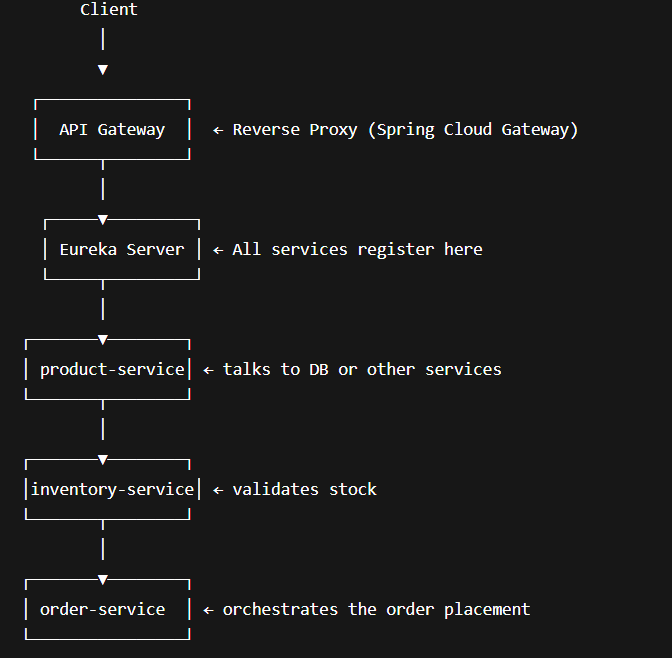 Client
API Gateway ← Reverse Proxy (Spring Cloud Gateway)
Eureka Server ← All services register here
product-service ← talks to DB or other services
inventory-service ← validates stock
order-service ← orchestrates the order placement